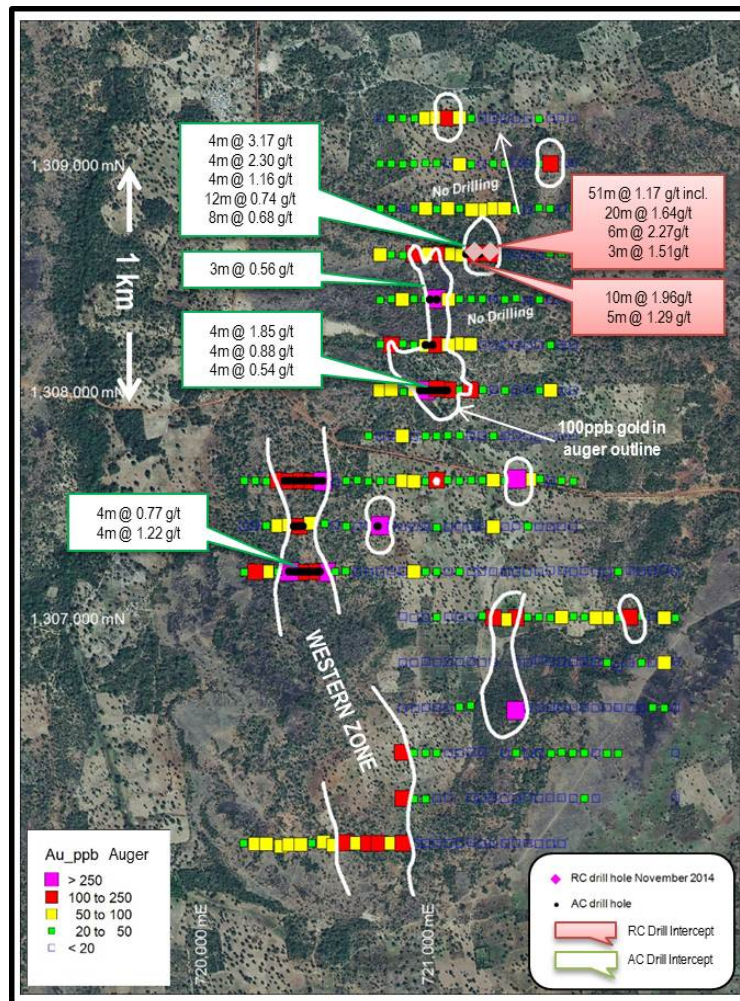 4m @ 3.17 g/t
4m @ 2.30 g/t
4m @ 1.16 g/t
12m @ 0.74 g/t
8m @ 0.68 g/t
1,309,000 mN
No Drilling
51m @ 1.17 g/t incl.
20m @ 1.64g/t
6m @ 2.27g/t
3m @ 1.51g/t
1 km
3m @ 0.56 g/t
No Drilling
10m @ 1.96g/t
5m @ 1.29 g/t
4m @ 1.85 g/t
4m @ 0.88 g/t
4m @ 0.54 g/t
1,308,000 mN
100ppb gold in
auger outline
4m @ 0.77 g/t
4m @ 1.22 g/t
1,307,000 mN
WESTERN ZONE
Au_ppb Auger
> 250
100 to 250
50 to 100
20 to 50
< 20
720,000 mE
721,000 mE
RC drill hole November 2014
AC drill hole
RC Drill Intercept
AC Drill Intercept